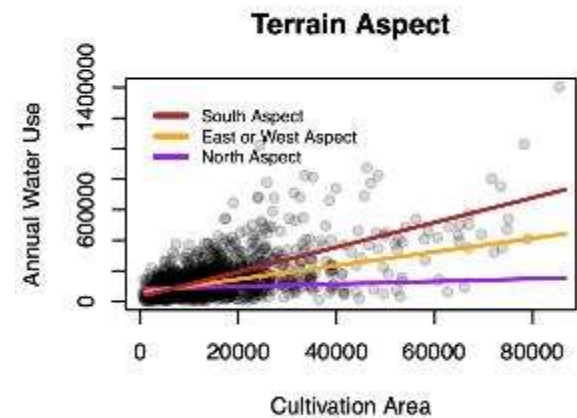 Terrain Aspect
Annual Water Use
1400000
600000
0
South Aspect
East or West Aspect
North Aspect
0 20000 40000 60000 80000
Cultivation Area